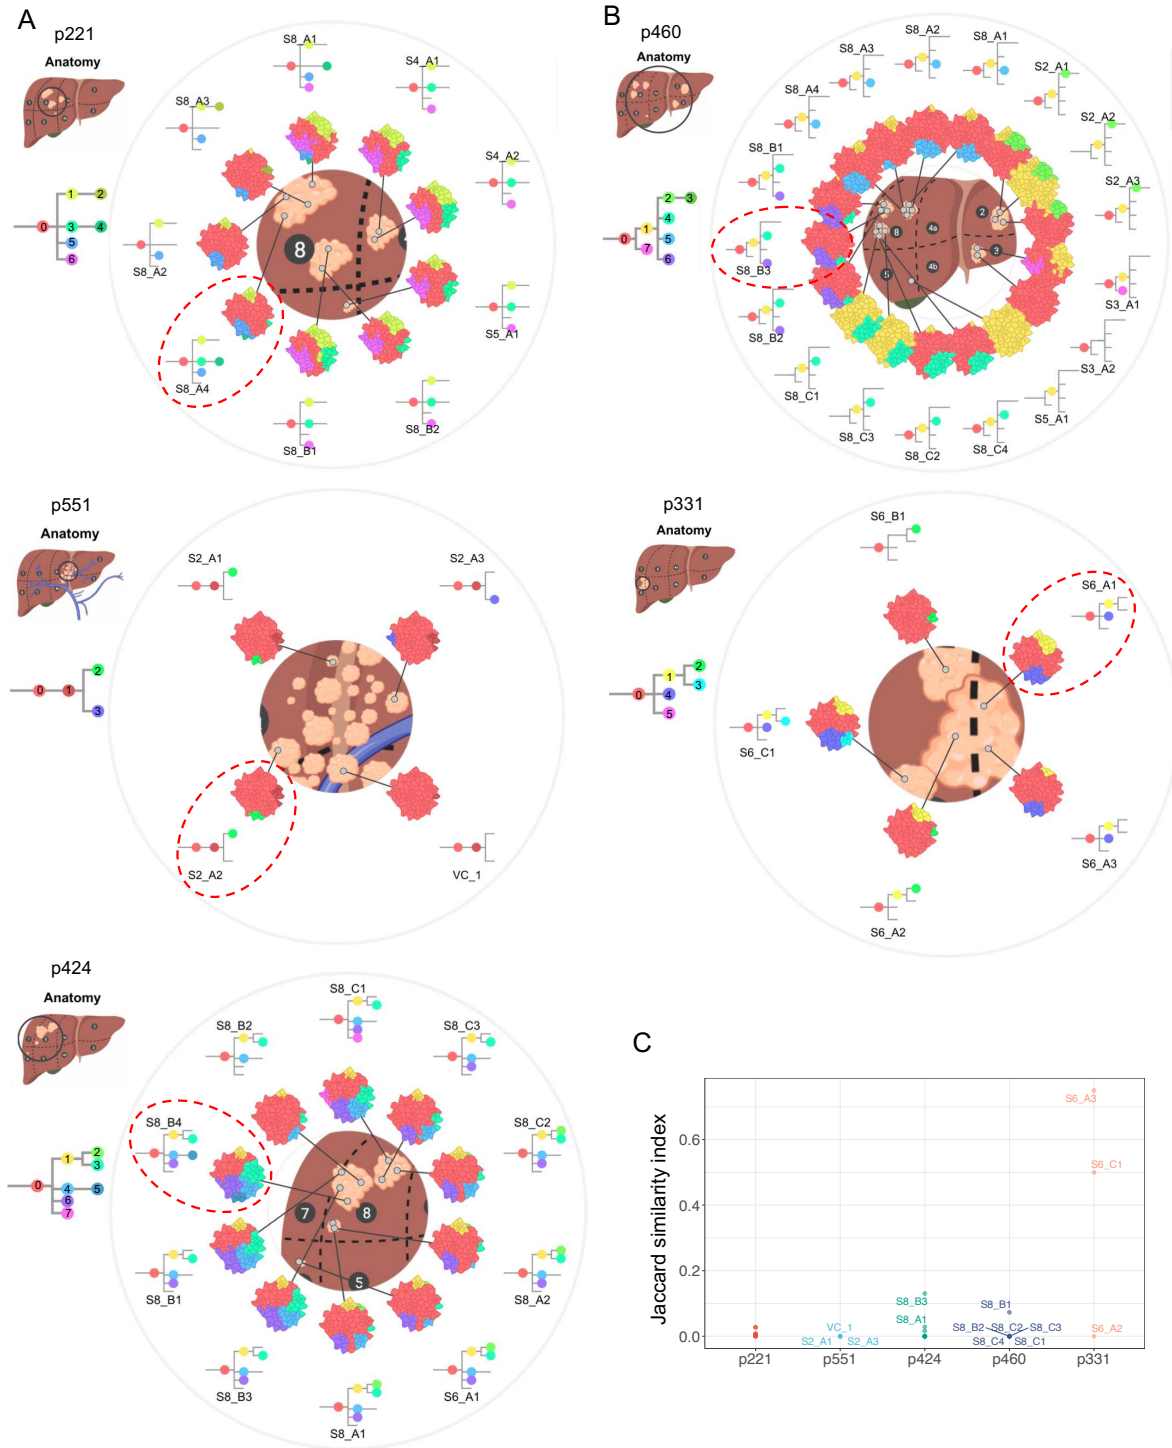 A
p221
Anatomy
0
1
2
3
4
5
6
S8_A1
S4_A1
S8_A3
S4_A2
S8_A2
8
S5_A1
S8_A4
S8_B2
S8_B1
B
p460
Anatomy
0
1
2
3
4
5
6
7
S8_A2
S8_A1
S8_A3
S2_A1
S8_A4
S2_A2
S8_B1
S2_A3
S8_B3
2
8
4a
3
5
4b
S3_A1
S8_B2
S3_A2
S8_C1
S5_A1
S8_C3
S8_C4
S8_C2
p551
Anatomy
0
1
2
3
S2_A1
S2_A3
S2_A2
VC_1
p331
Anatomy
0
1
2
3
4
5
S6_B1
S6_A1
S6_C1
S6_A3
S6_A2
p424
Anatomy
0
1
2
3
4
5
6
7
S8_C1
S8_B2
S8_C3
S8_B4
S8_C2
7
8
5
S8_B1
S8_A2
S8_B3
S6_A1
S8_A1
C
Jaccard similarity index
0.6
0.4
0.2
0.0
S6_A3
S6_C1
S8_B3
S8_B1
S8_A1
VC_1
S8_B2 S8_C2 S8_C3
S6_A2
S2_A1 S2_A3
S8_C4 S8_C1
p221 p551 p424 p460 p331